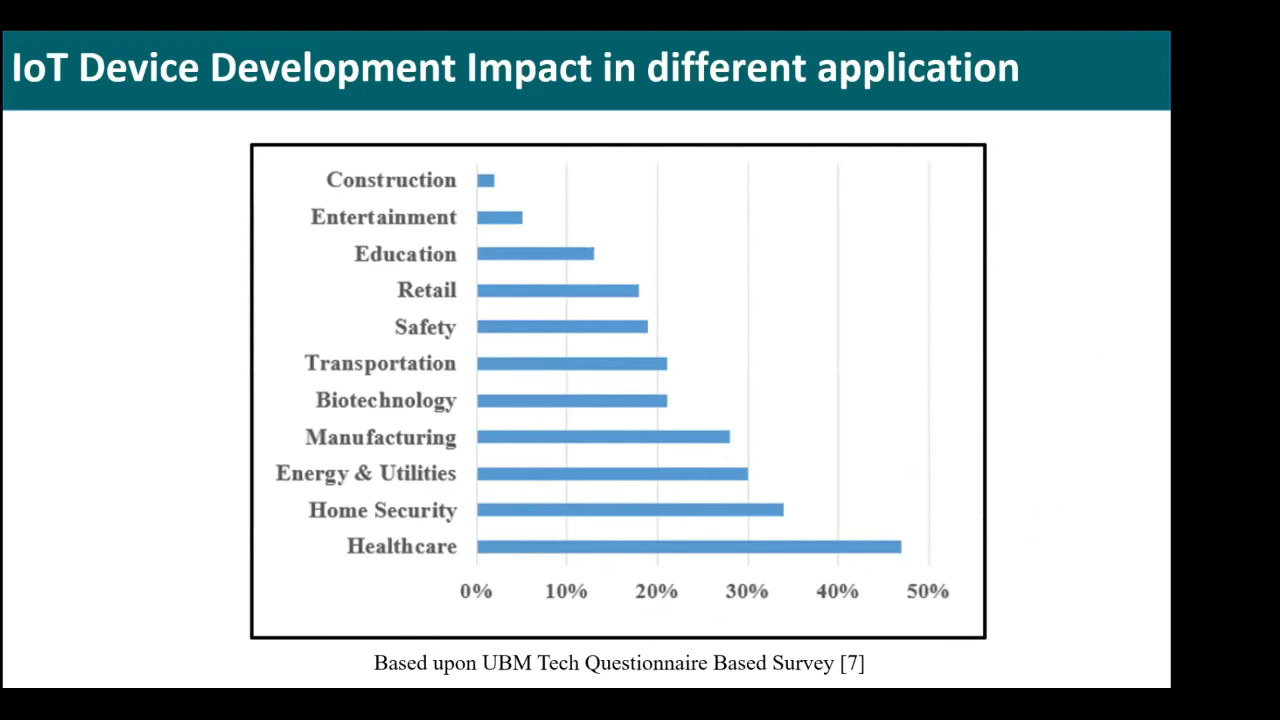 IoT Device Development Impact in different application
Construction
Entertainment
Education
Retail
Safety
Transportation
Biotechnology
Manufacturing
Energy & Utilities
Home Security
Healthcare
0% 10% 20% 30% 40% 50%
Based upon UBM Tech Questionnaire Based Survey [7]